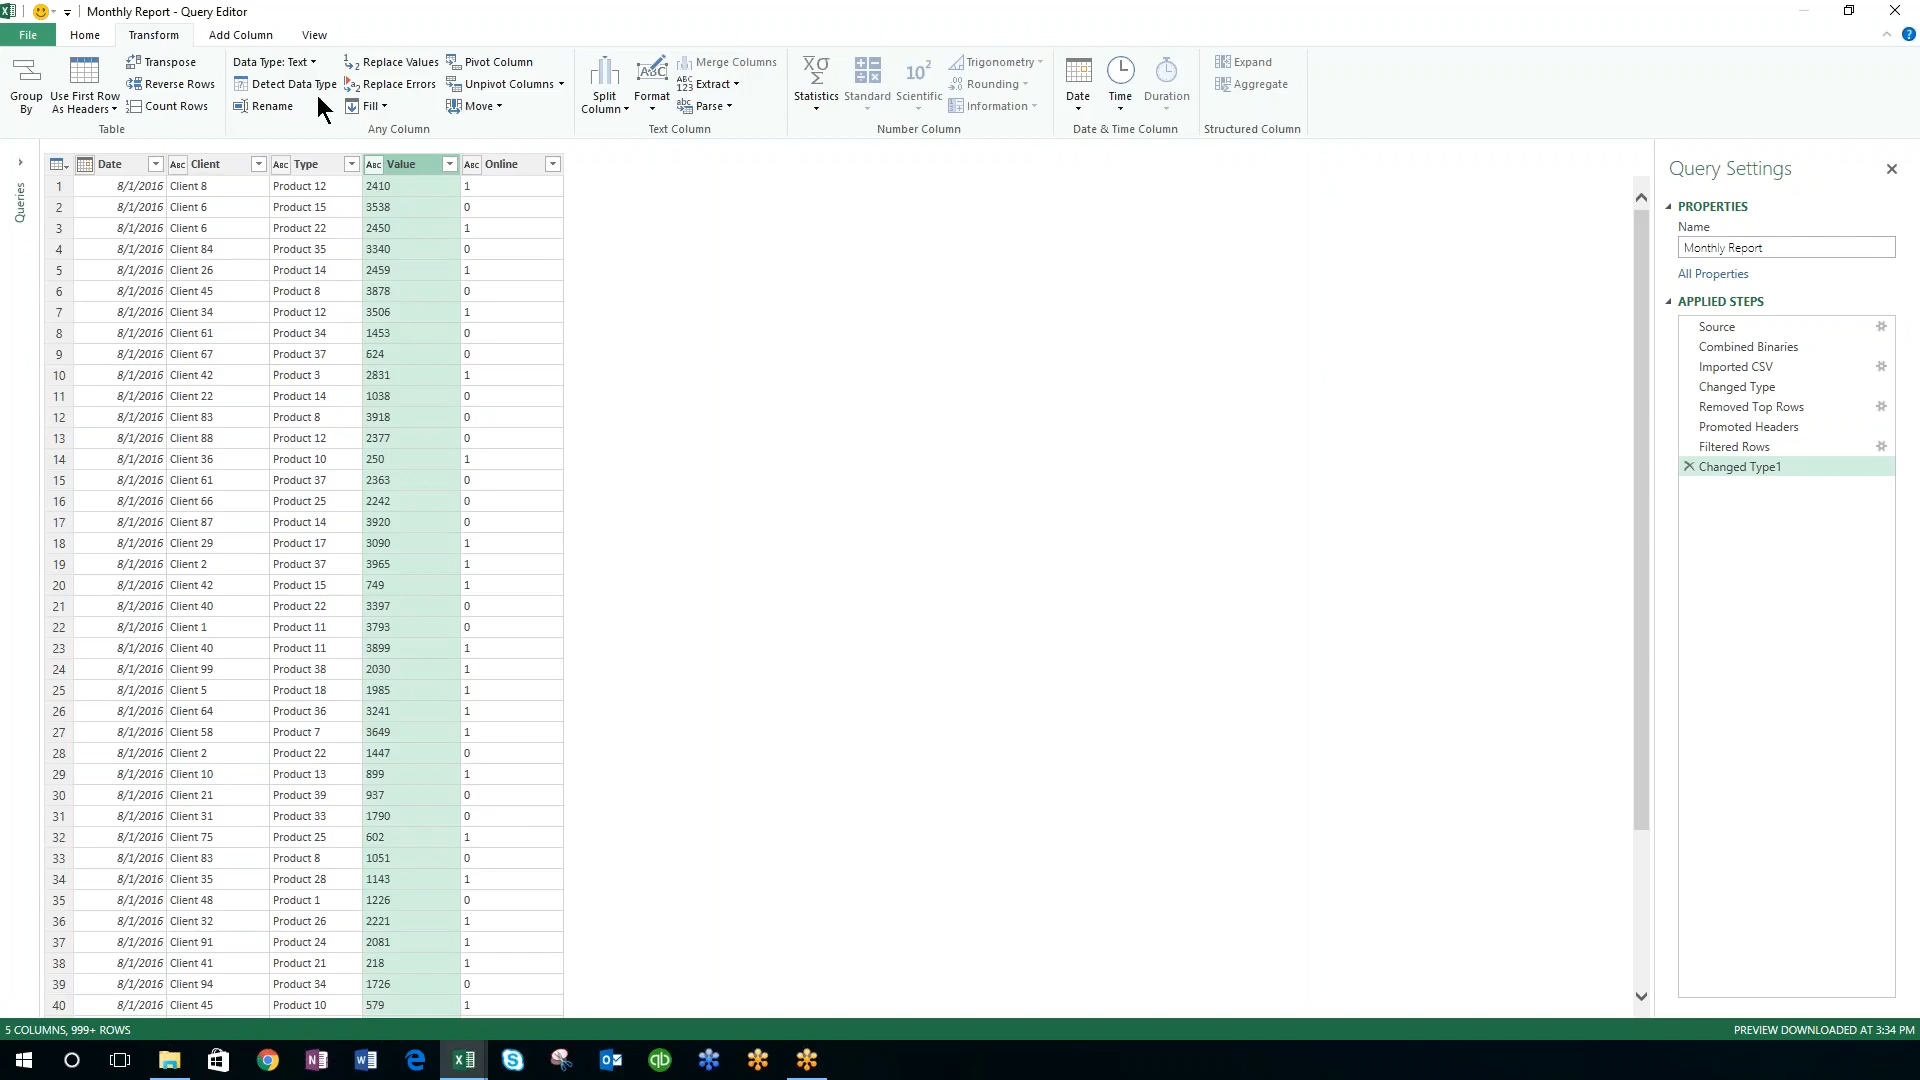 Monthly Report - Query Editor
File Home Transform Add Column View
Group By
Use First Row As Headers
Transpose
Reverse Rows
Count Rows
Table
Data Type: Text
Detect Data Type
Rename
Replace Values
Replace Errors
Fill
Pivot Column
Unpivot Columns
Move
Any Column
Split Column
Format
Merge Columns
Extract
Parse
Text Column
Statistics
Standard
Scientific
Trigonometry
Rounding
Information
Number Column
Date
Time
Duration
Date & Time Column
Expand
Aggregate
Structured Column
Queries
Date Client Type Value Online
1 8/1/2016 Client 8 Product 12 2410 1
2 8/1/2016 Client 6 Product 15 3538 0
3 8/1/2016 Client 6 Product 22 2450 1
4 8/1/2016 Client 84 Product 35 3340 0
5 8/1/2016 Client 26 Product 14 2459 1
6 8/1/2016 Client 45 Product 8 3878 0
7 8/1/2016 Client 34 Product 12 3506 1
8 8/1/2016 Client 61 Product 34 1453 0
9 8/1/2016 Client 67 Product 37 624 0
10 8/1/2016 Client 42 Product 3 2831 1
11 8/1/2016 Client 22 Product 14 1038 0
12 8/1/2016 Client 83 Product 8 3918 0
13 8/1/2016 Client 88 Product 12 2377 0
14 8/1/2016 Client 36 Product 10 250 1
15 8/1/2016 Client 61 Product 37 2363 0
16 8/1/2016 Client 66 Product 25 2242 0
17 8/1/2016 Client 87 Product 14 3920 0
18 8/1/2016 Client 29 Product 17 3090 1
19 8/1/2016 Client 2 Product 37 3965 1
20 8/1/2016 Client 42 Product 15 749 1
21 8/1/2016 Client 40 Product 22 3397 0
22 8/1/2016 Client 1 Product 11 3793 0
23 8/1/2016 Client 40 Product 11 3899 1
24 8/1/2016 Client 99 Product 38 2030 1
25 8/1/2016 Client 5 Product 18 1985 1
26 8/1/2016 Client 64 Product 36 3241 1
27 8/1/2016 Client 58 Product 7 3649 1
28 8/1/2016 Client 2 Product 22 1447 0
29 8/1/2016 Client 10 Product 13 899 1
30 8/1/2016 Client 21 Product 39 937 0
31 8/1/2016 Client 31 Product 33 1790 0
32 8/1/2016 Client 75 Product 25 602 1
33 8/1/2016 Client 83 Product 8 1051 0
34 8/1/2016 Client 35 Product 28 1143 1
35 8/1/2016 Client 48 Product 1 1226 0
36 8/1/2016 Client 32 Product 26 2221 1
37 8/1/2016 Client 91 Product 24 2081 1
38 8/1/2016 Client 41 Product 21 218 1
39 8/1/2016 Client 94 Product 34 1726 0
40 8/1/2016 Client 45 Product 10 579 1
Query Settings
PROPERTIES
Name
Monthly Report
All Properties
APPLIED STEPS
Source
Combined Binaries
Imported CSV
Changed Type
Removed Top Rows
Promoted Headers
Filtered Rows
Changed Type1
5 COLUMNS, 999+ ROWS
PREVIEW DOWNLOADED AT 3:34 PM